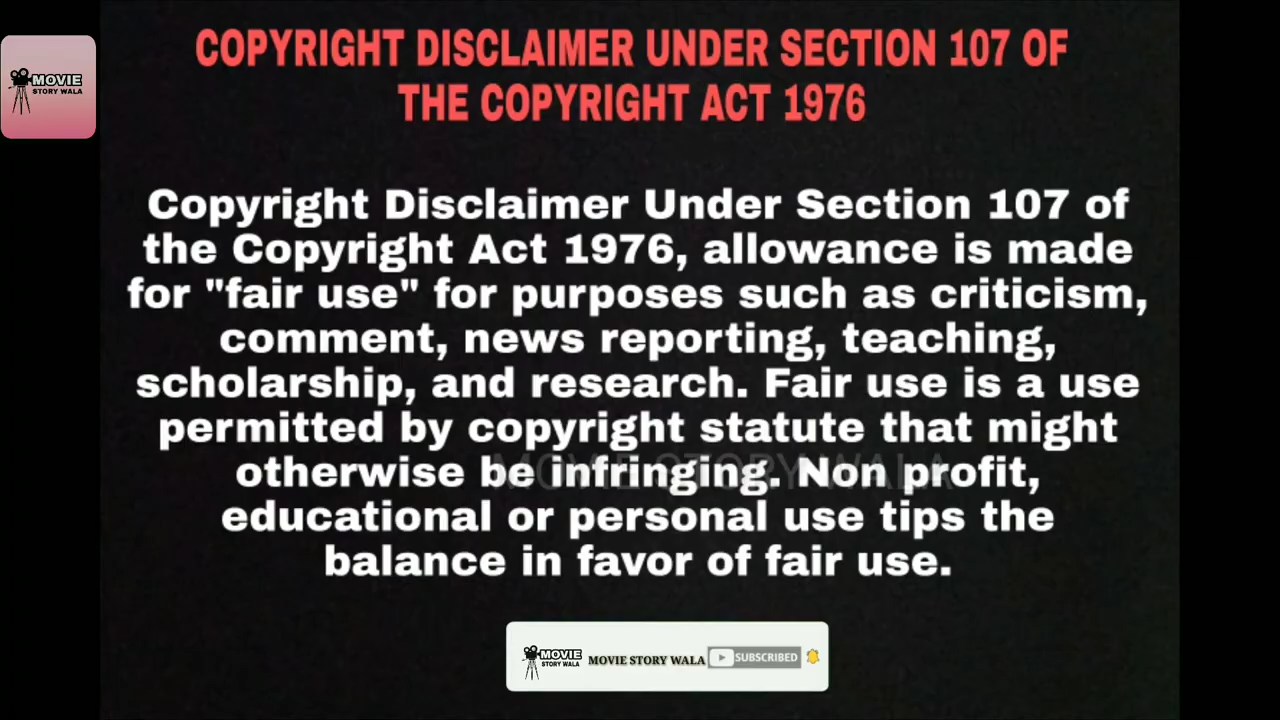 COPYRIGHT DISCLAIMER UNDER SECTION 107 OF
THE COPYRIGHT ACT 1976
MOVIE
STORY WALA
Copyright Disclaimer Under Section 107 of
the Copyright Act 1976, allowance is made
for "fair use" for purposes such as criticism,
comment, news reporting, teaching,
scholarship, and research. Fair use is a use
permitted by copyright statute that might
otherwise be infringing. Non profit,
MOVIE STORY WALA
educational or personal use tips the
balance in favor of fair use.
MOVIE
STORY WALA
MOVIE STORY WALA
SUBSCRIBED